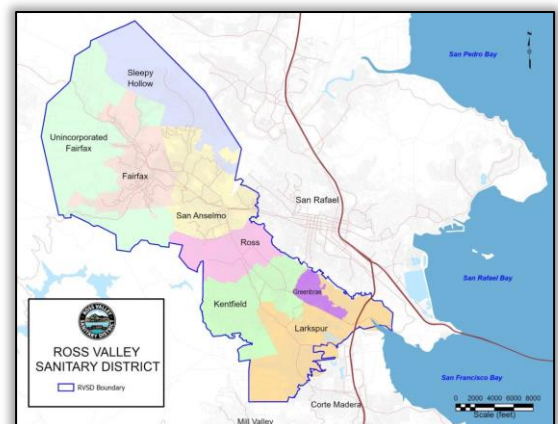 San Pedro Bay
Sleepy
Hollow
Unincorporated
Fairfax
Fairfax
San Anselmo
San Rafael
Ross
San Rafael Bay
Greenbrae
Kentfield
Larkspur
ROSS VALLEY
SANITARY DISTRICT
RVSD Boundary
San Francisco Bay
Corte Madera
0 2000 4000 6000 8000
Scale (feet)
Mill Valley